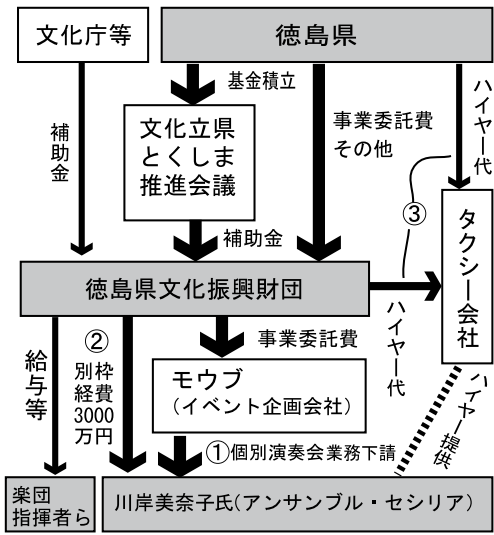 文化庁等
徳島県
基金積立
補助金
文化立県
とくしま
推進会議
事業委託費
その他
ハイヤー代
③
タクシー会社
補助金
徳島県文化振興財団
ハイヤー代
給与等
②
別枠
経費
3000
万円
事業委託費
モウブ
（イベント企画会社）
①個別演奏会業務下請
ハイヤー提供
楽団
指揮者ら
川岸美奈子氏（アンサンブル・セシリア）